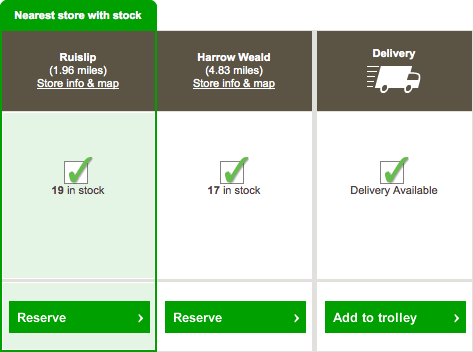 Nearest store with stock
Ruislip
(1.96 miles)
Store info & map
Harrow Weald
(4.83 miles)
Store info & map
Delivery
19 in stock
17 in stock
Delivery Available
Reserve
Reserve
Add to trolley